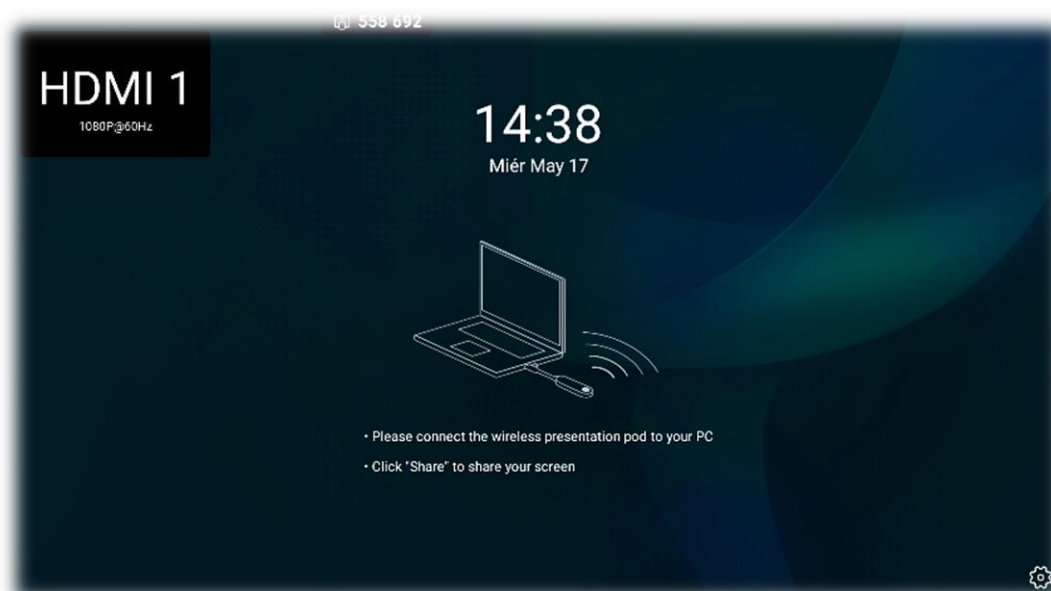 558 692
HDMI 1
1080P@60Hz
14:38
Miér May 17
• Please connect the wireless presentation pod to your PC
• Click "Share" to share your screen